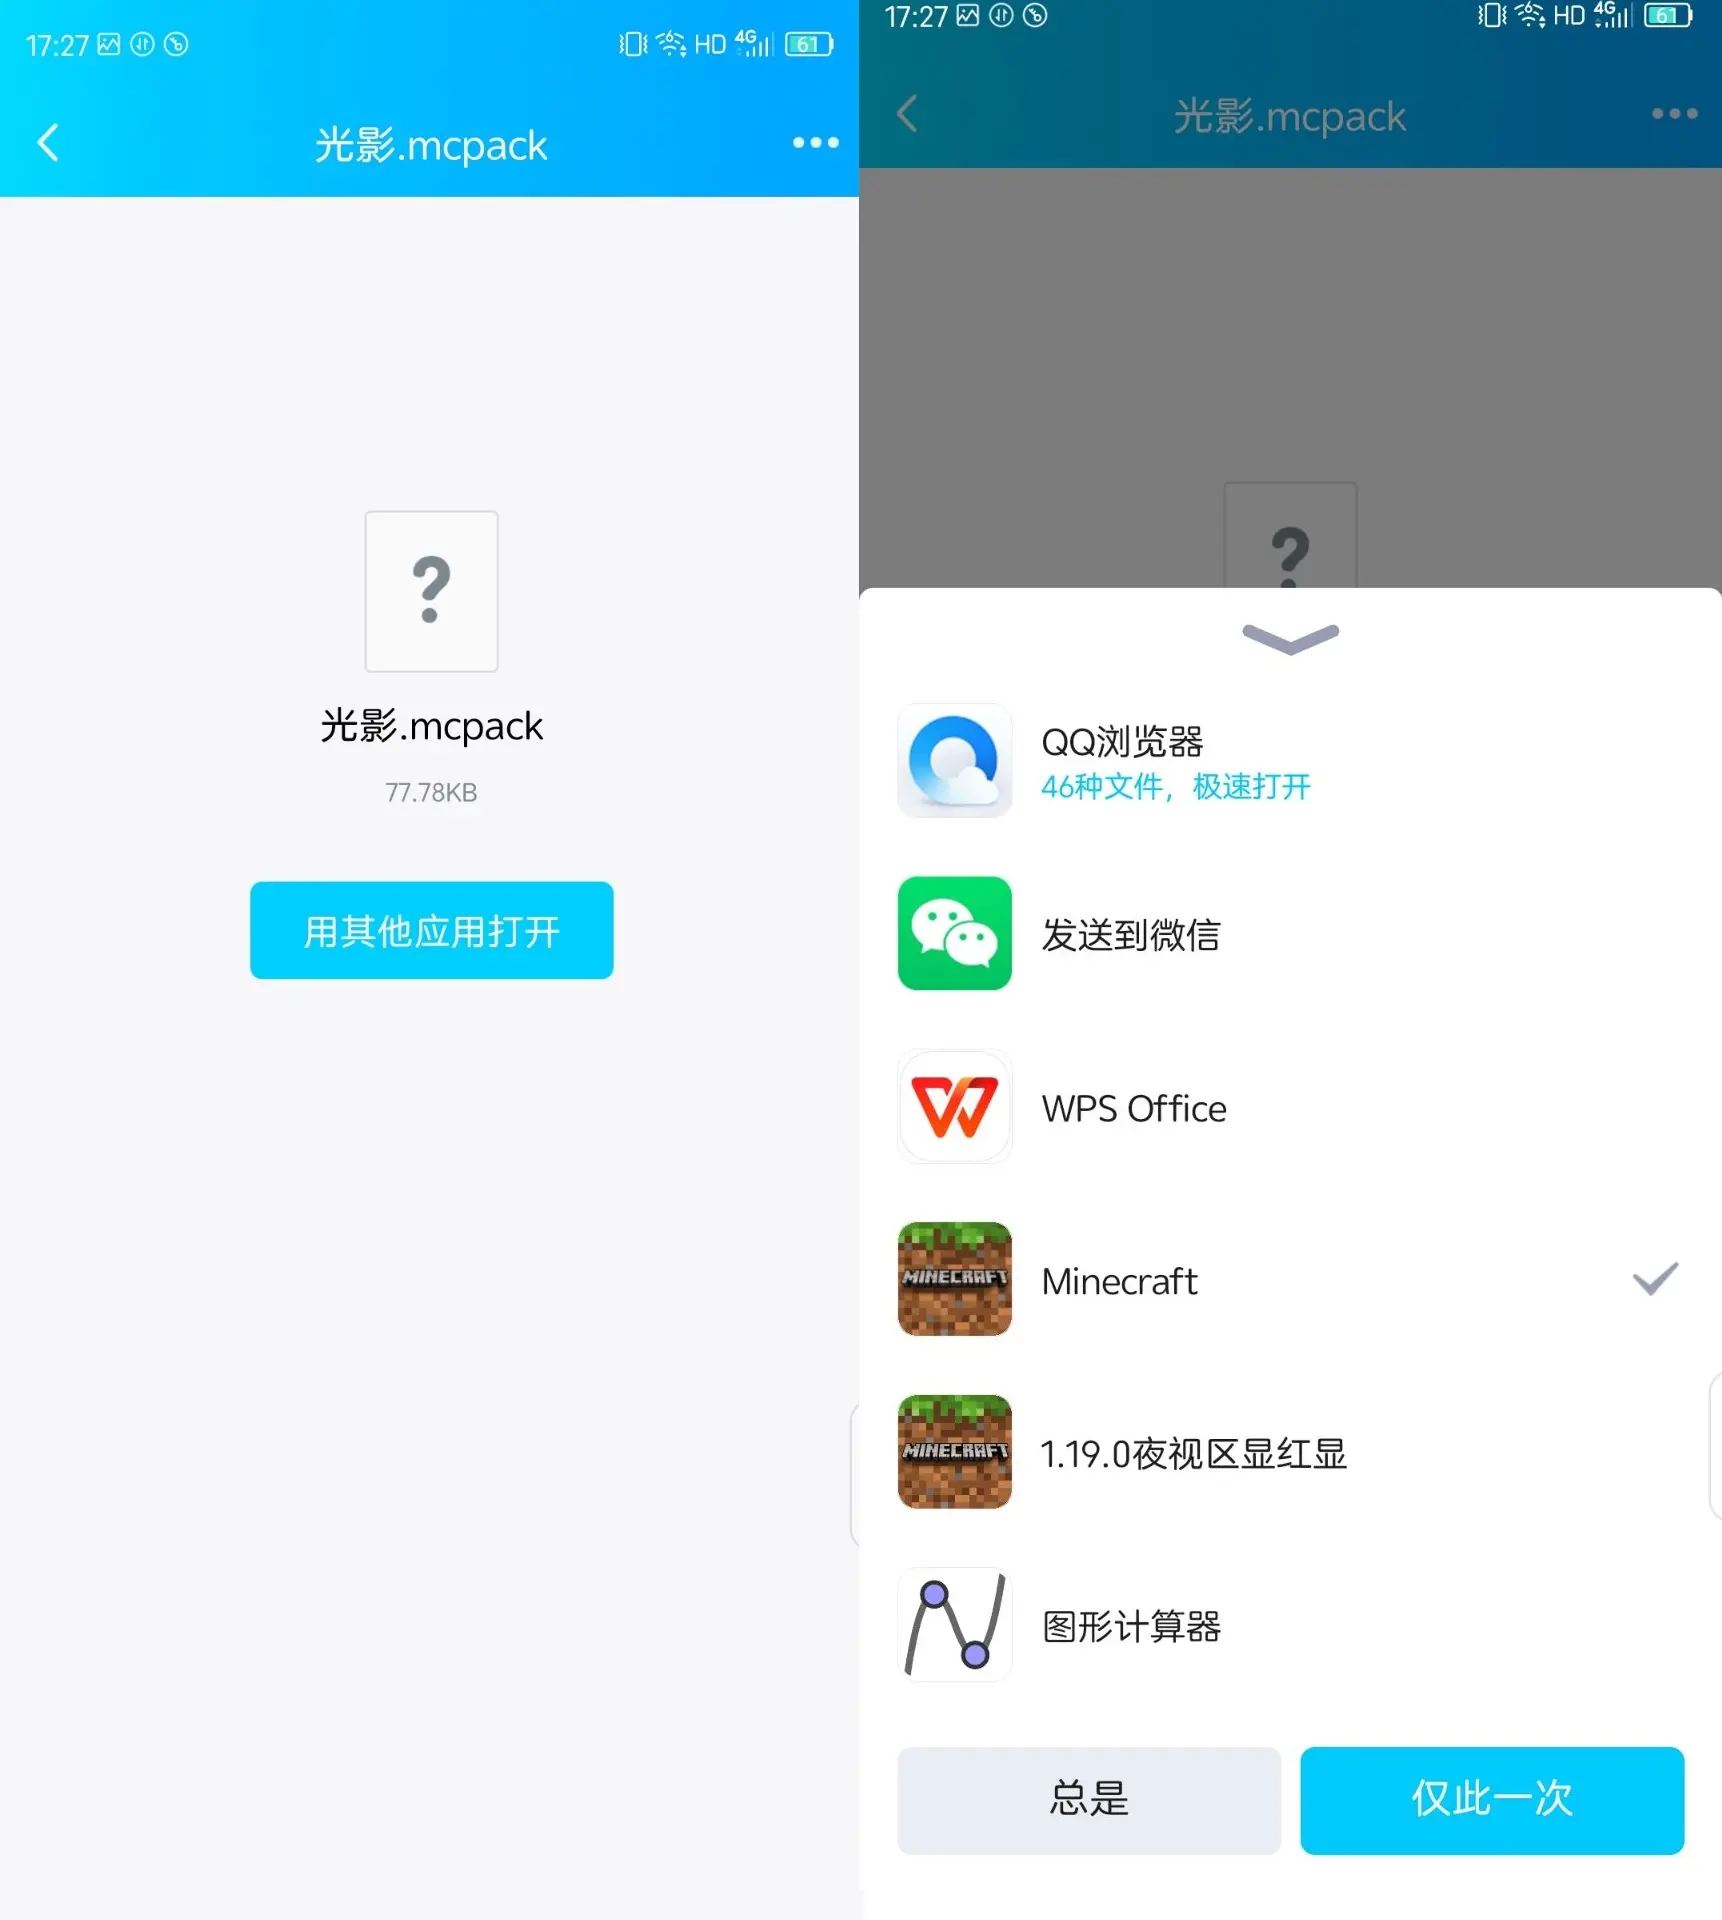 17:27
HD 4G 61
光影.mcpack
?
光影.mcpack
77.78KB
用其他应用打开
17:27
HD 4G 61
光影.mcpack
?
QQ浏览器
46种文件，极速打开
发送到微信
WPS Office
MINECRAFT
Minecraft
MINECRAFT
1.19.0夜视区显红显
图形计算器
总是
仅此一次